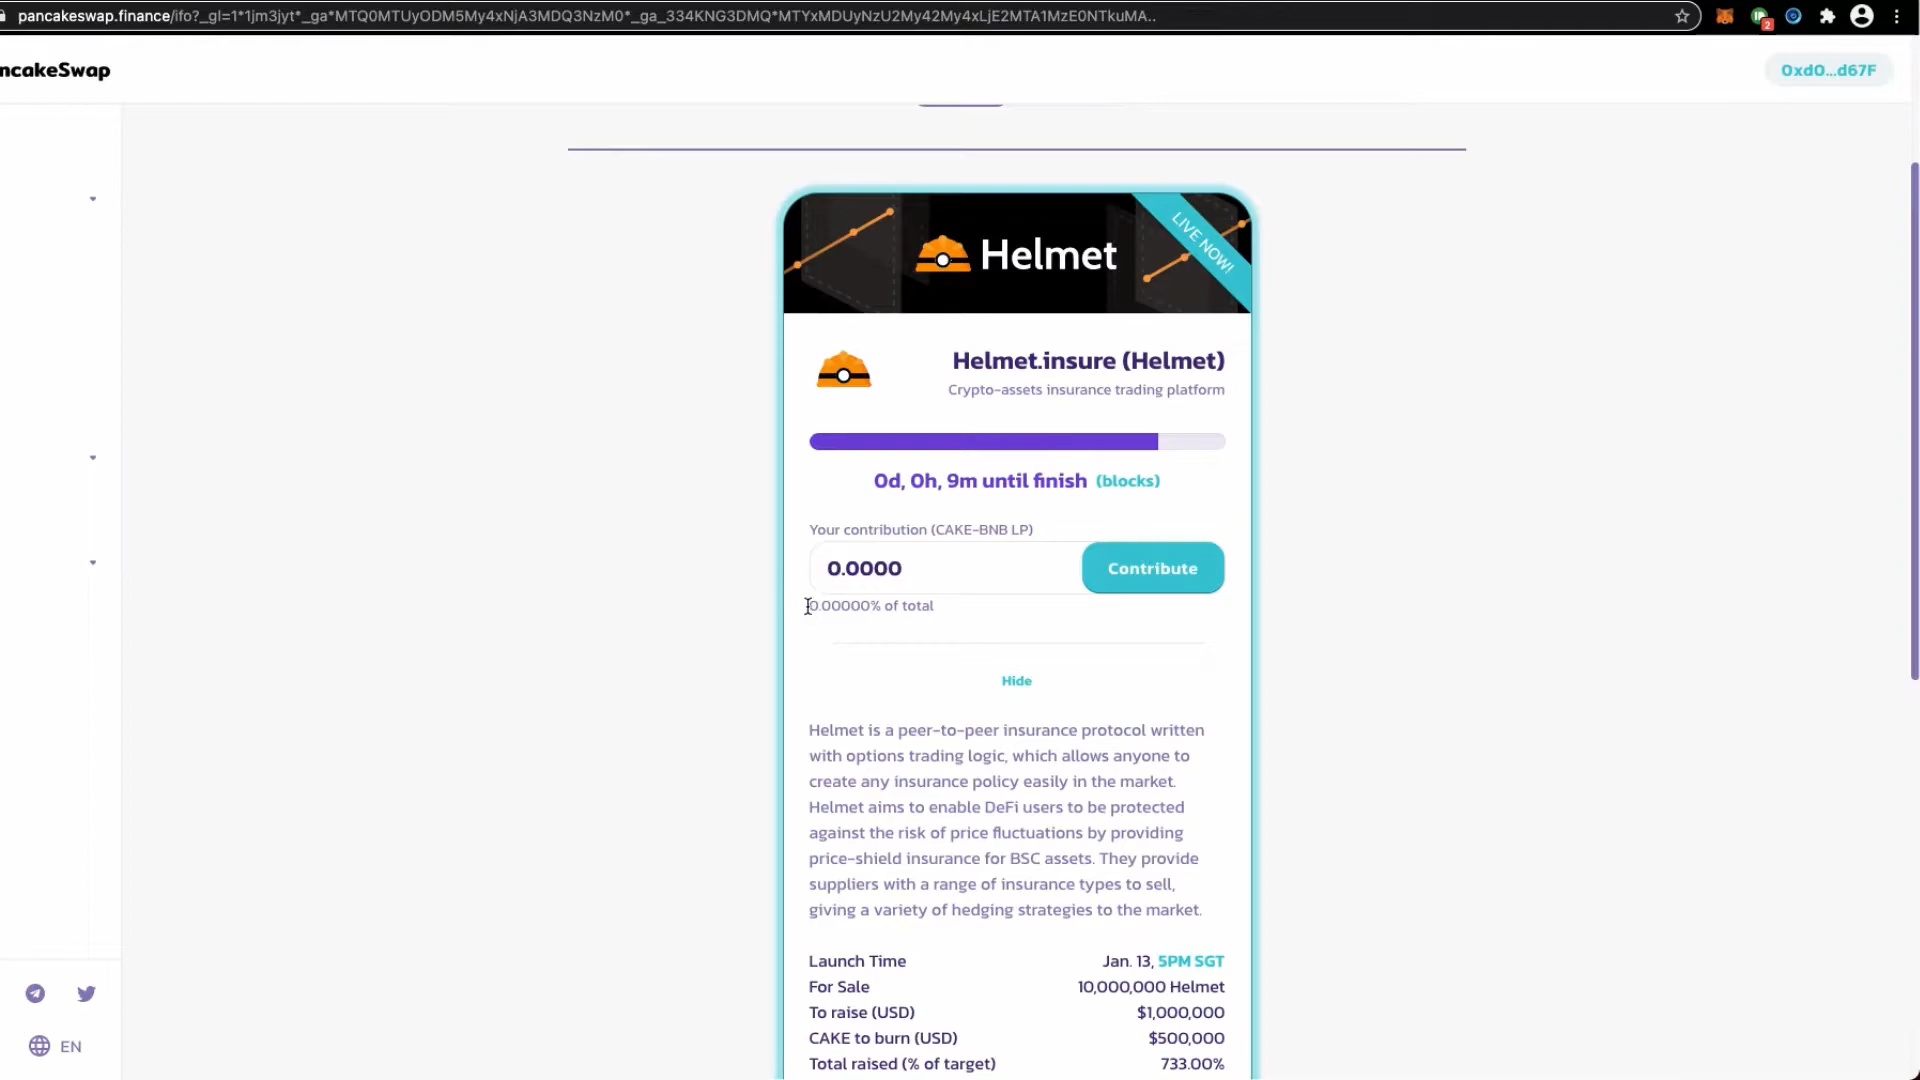 pancakeswap.finance/ifo?_gl=1*1jm3jyt*_ga*MTQ0MTUyODM5My4xNjA3MDQ3NzM0*_ga_334KNG3DMQ*MTYxMDUyNzU2My42My4xLjE2MTA1MzE0NTkuMA..
2
ncakeSwap
0xd0...d67F
Helmet
LIVE NOW!
Helmet.insure (Helmet)
Crypto-assets insurance trading platform
0d, 0h, 9m until finish (blocks)
Your contribution (CAKE-BNB LP)
0.0000
Contribute
0.00000% of total
Hide
Helmet is a peer-to-peer insurance protocol written
with options trading logic, which allows anyone to
create any insurance policy easily in the market.
Helmet aims to enable DeFi users to be protected
against the risk of price fluctuations by providing
price-shield insurance for BSC assets. They provide
suppliers with a range of insurance types to sell,
giving a variety of hedging strategies to the market.
Launch Time Jan. 13, 5PM SGT
For Sale 10,000,000 Helmet
To raise (USD) $1,000,000
CAKE to burn (USD) $500,000
Total raised (% of target) 733.00%
EN